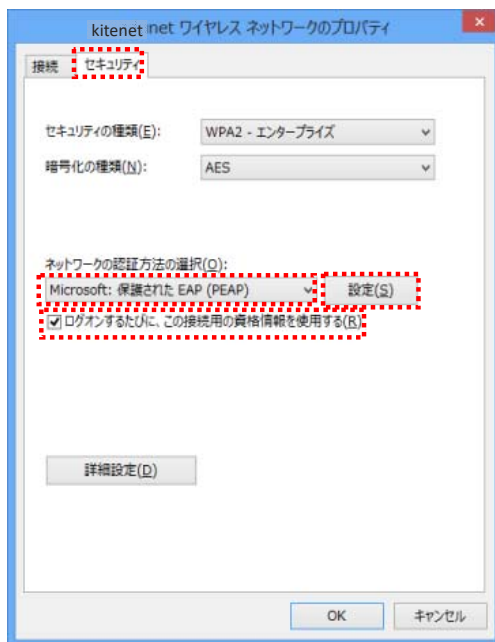 kitenet net ワイヤレス ネットワークのプロパティ
接続 セキュリティ
セキュリティの種類(E): WPA2 - エンタープライズ
暗号化の種類(N): AES
ネットワークの認証方法の選択(O):
Microsoft: 保護された EAP (PEAP) 設定(S)
ログオンするたびに、この接続用の資格情報を使用する(R)
詳細設定(D)
OK キャンセル